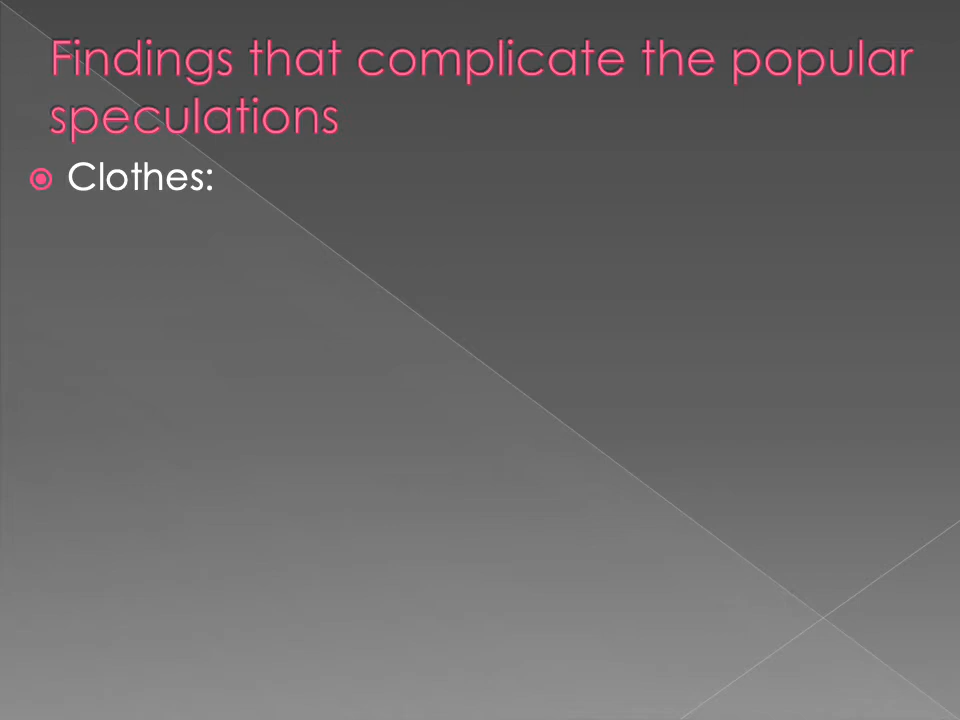 Findings that complicate the popular
speculations
Clothes: